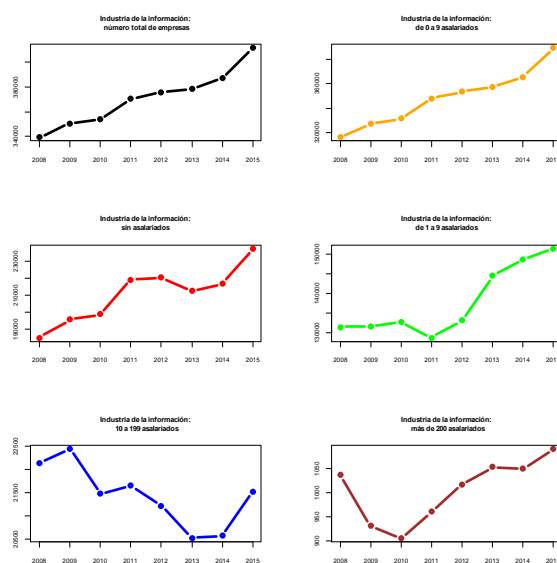 Industria de la información:
número total de empresas
340000 380000
2008 2009 2010 2011 2012 2013 2014 2015
Industria de la información:
de 0 a 9 asalariados
320000 360000
2008 2009 2010 2011 2012 2013 2014 2015
Industria de la información:
sin asalariados
190000 210000 230000
2008 2009 2010 2011 2012 2013 2014 2015
Industria de la información:
de 1 a 9 asalariados
130000 140000 150000
2008 2009 2010 2011 2012 2013 2014 2015
Industria de la información:
10 a 199 asalariados
20500 21500 22500
2008 2009 2010 2011 2012 2013 2014 2015
Industria de la información:
más de 200 asalariados
900 950 1000 1050
2008 2009 2010 2011 2012 2013 2014 2015